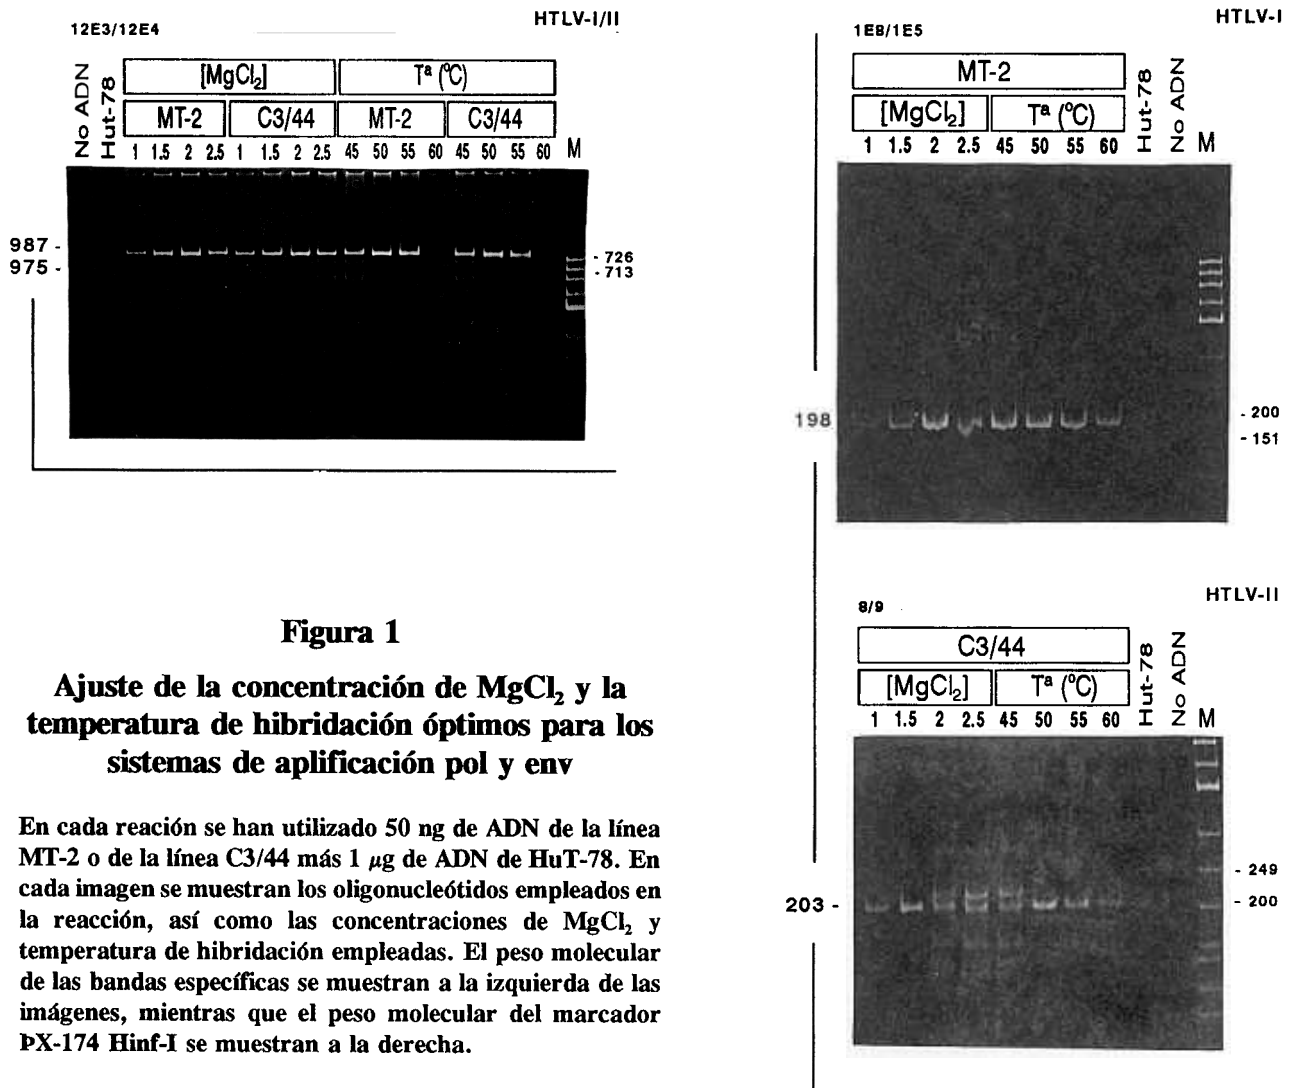 12E3/12E4
HTLV-I/II
No ADN
Hut-78
[MgCl₂] Tª (ºC)
MT-2 C3/44 MT-2 C3/44
1 1.5 2 2.5 1 1.5 2 2.5 45 50 55 60 45 50 55 60 M
987 -
975 -
- 726
- 713
1E8/1E5
HTLV-I
MT-2
[MgCl₂] Tª (ºC)
1 1.5 2 2.5 45 50 55 60
Hut-78
No ADN
M
198
- 200
- 151
8/9
HTLV-II
C3/44
[MgCl₂] Tª (ºC)
1 1.5 2 2.5 45 50 55 60
Hut-78
No ADN
M
203 -
- 249
- 200
Figura 1
Ajuste de la concentración de MgCl₂ y la
temperatura de hibridación óptimos para los
sistemas de aplificación pol y env
En cada reación se han utilizado 50 ng de ADN de la línea
MT-2 o de la línea C3/44 más 1 µg de ADN de HuT-78. En
cada imagen se muestran los oligonucleótidos empleados en
la reacción, así como las concentraciones de MgCl₂ y
temperatura de hibridación empleadas. El peso molecular
de las bandas específicas se muestran a la izquierda de las
imágenes, mientras que el peso molecular del marcador
ÞX-174 Hinf-I se muestran a la derecha.